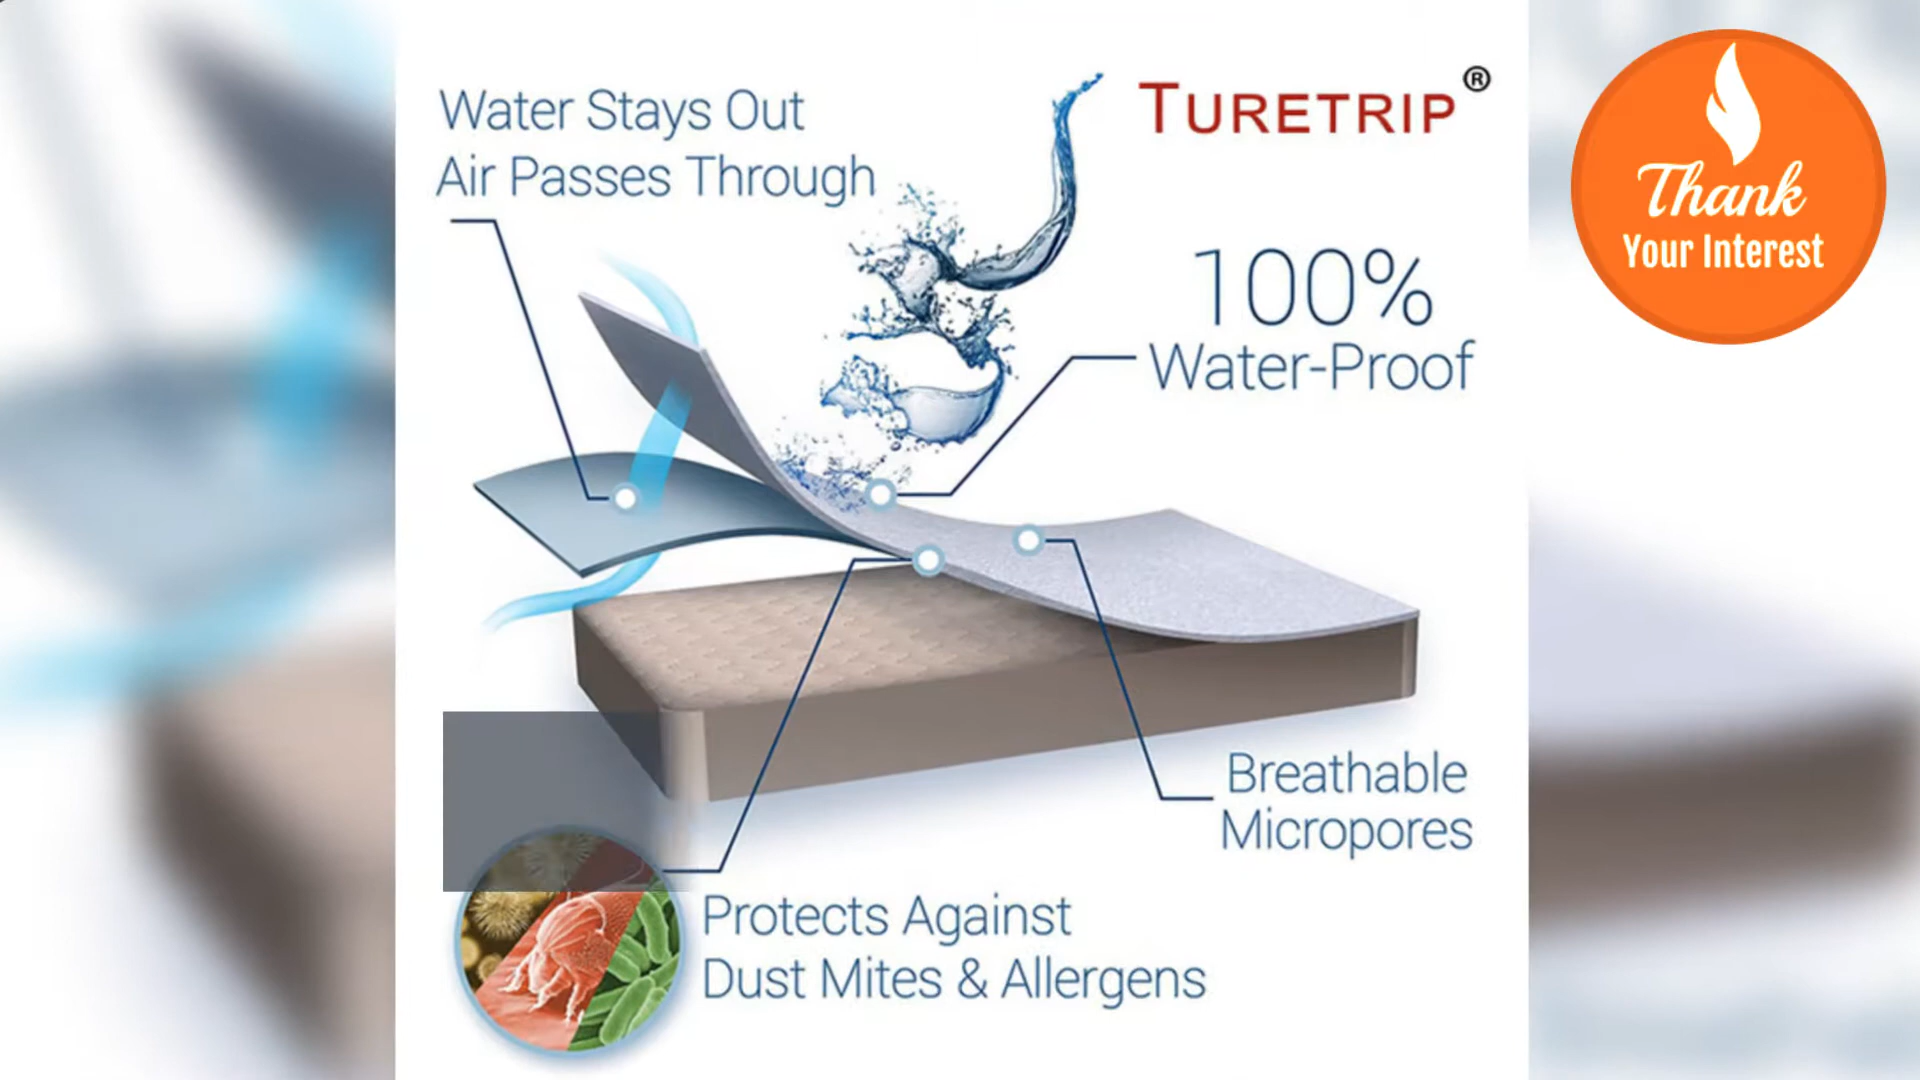 Water Stays Out
Air Passes Through
TURETRIP®
100%
Water-Proof
Breathable
Micropores
Protects Against
Dust Mites & Allergens
Thank
Your Interest